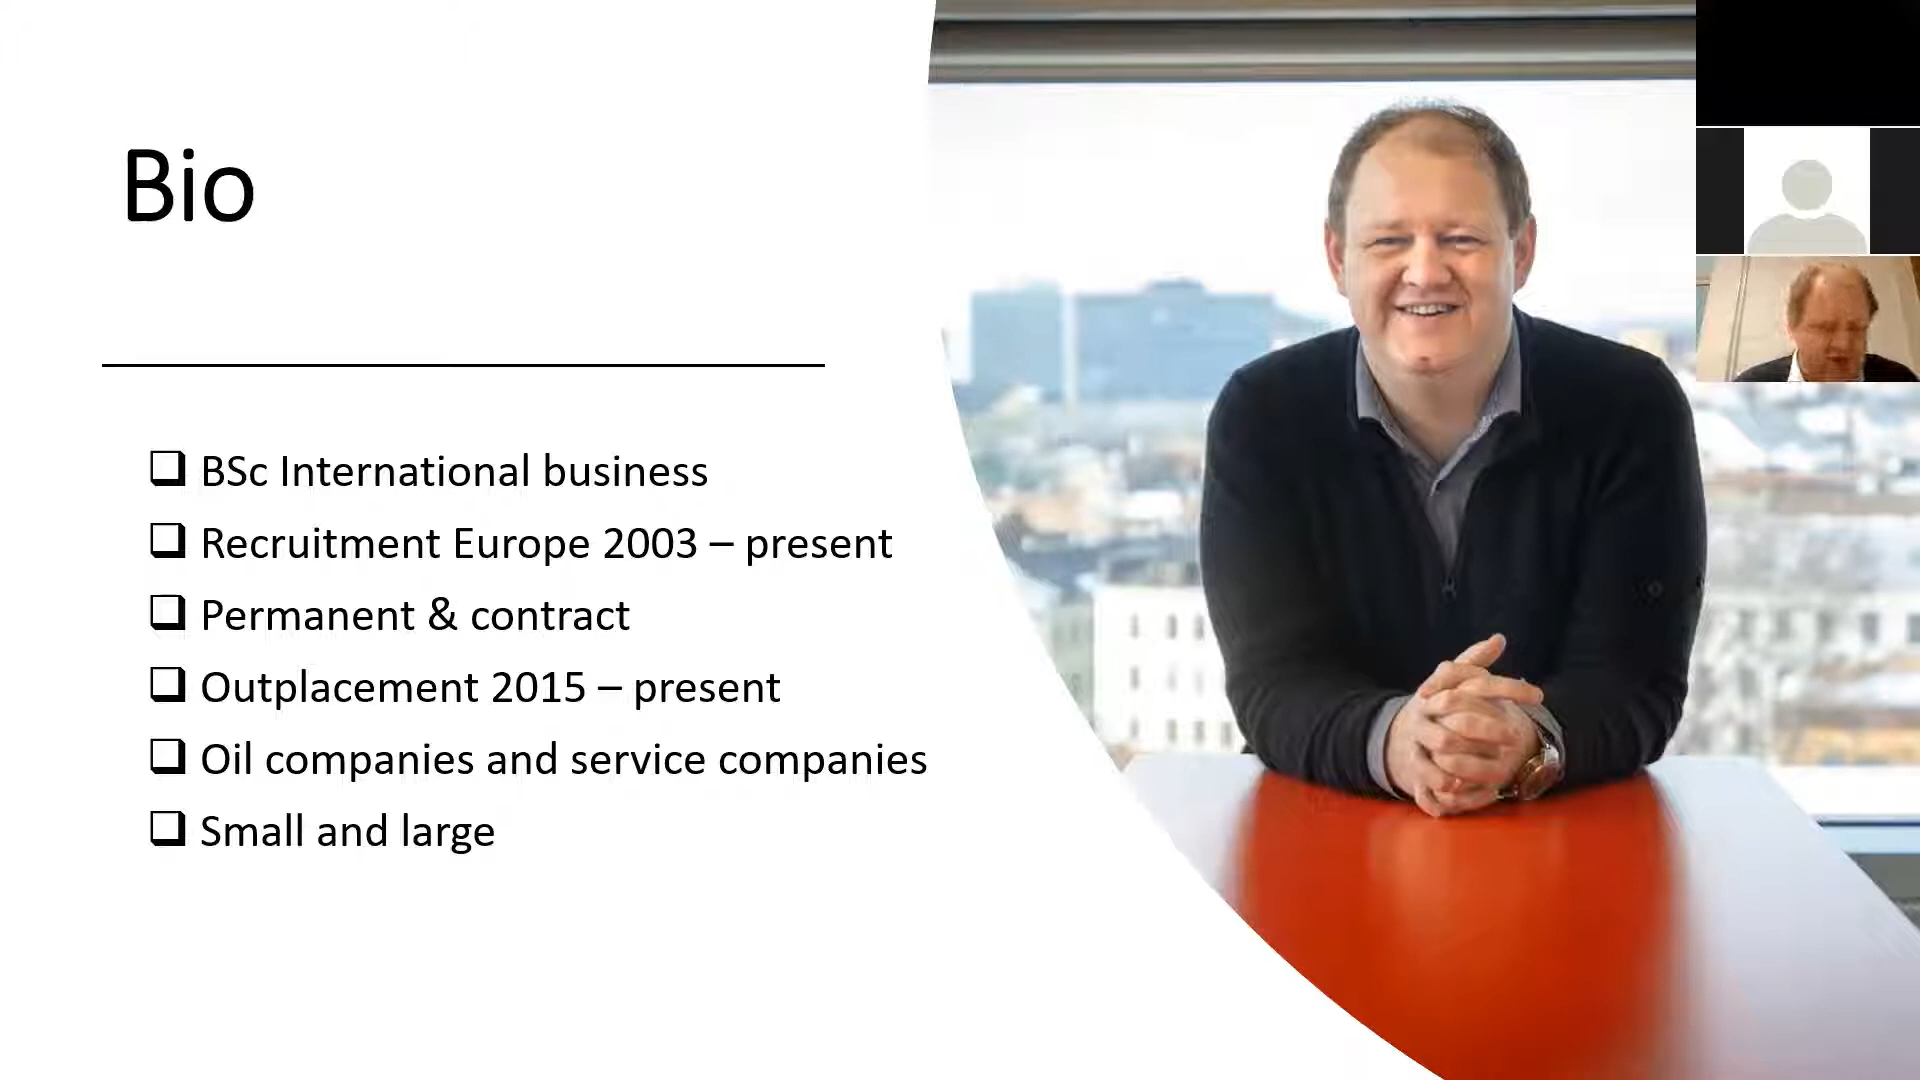 Bio
BSc International business
Recruitment Europe 2003 – present
Permanent & contract
Outplacement 2015 – present
Oil companies and service companies
Small and large